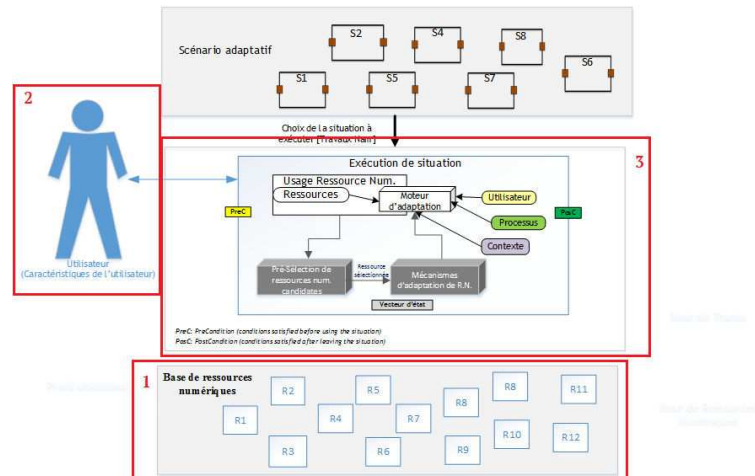 Scénario adaptatif
S2
S4
S8
S6
S1
S5
S7
Choix de la situation à
exécuter [Travaux Nanr]
2
Utilisateur
(Caractéristiques de l'utilisateur)
3
Exécution de situation
Usage Ressource Num.
Ressources
Moteur
d'adaptation
Utilisateur
Processus
Contexte
PreC
PosC
Pré-Sélection de
ressources num.
candidates
Ressource
sélectionnée
Mécanismes
d'adaptation de R.N.
Vesteur d'état
PreC: PreCondition (conditions satisfied before using the situation)
PosC: PostCondition (conditions satisfied after leaving the situation)
1
Base de ressources
numériques
R1
R2
R3
R4
R5
R6
R7
R8
R9
R8
R10
R11
R12